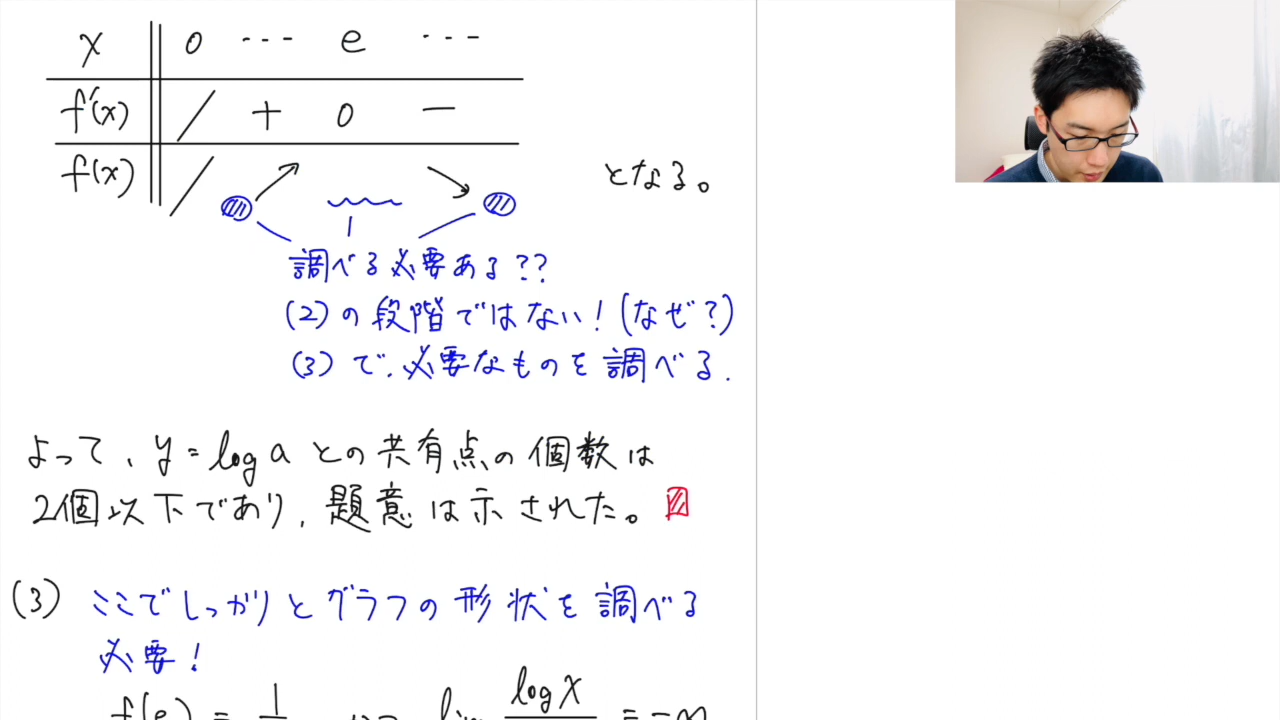 x 0 ・・・ e ・・・
f'(x) / + 0 −
f(x) / ↗ ↘ となる。
調べる必要ある??
(2)の段階ではない!(なぜ?)
(3)で、必要なものを調べる.
よって、y=log a との共有点の個数は
2個以下であり、題意は示された。
(3) ここでしっかりとグラフの形状を調べる
必要!
f(e) = 1 lim log x = -∞